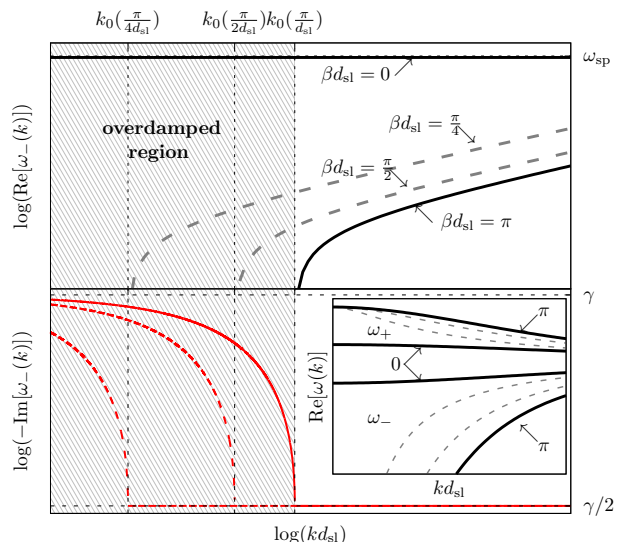 k₀(π/4d_sl) k₀(π/2d_sl) k₀(π/d_sl)
ω_sp
βd_sl = 0
βd_sl = π/4
overdamped
region
βd_sl = π/2
βd_sl = π
log(Re[ω₋(k)])
γ
π
ω₊
0
ω₋
π
Re[ω(k)]
kd_sl
log(−Im[ω₋(k)])
γ/2
log(kd_sl)